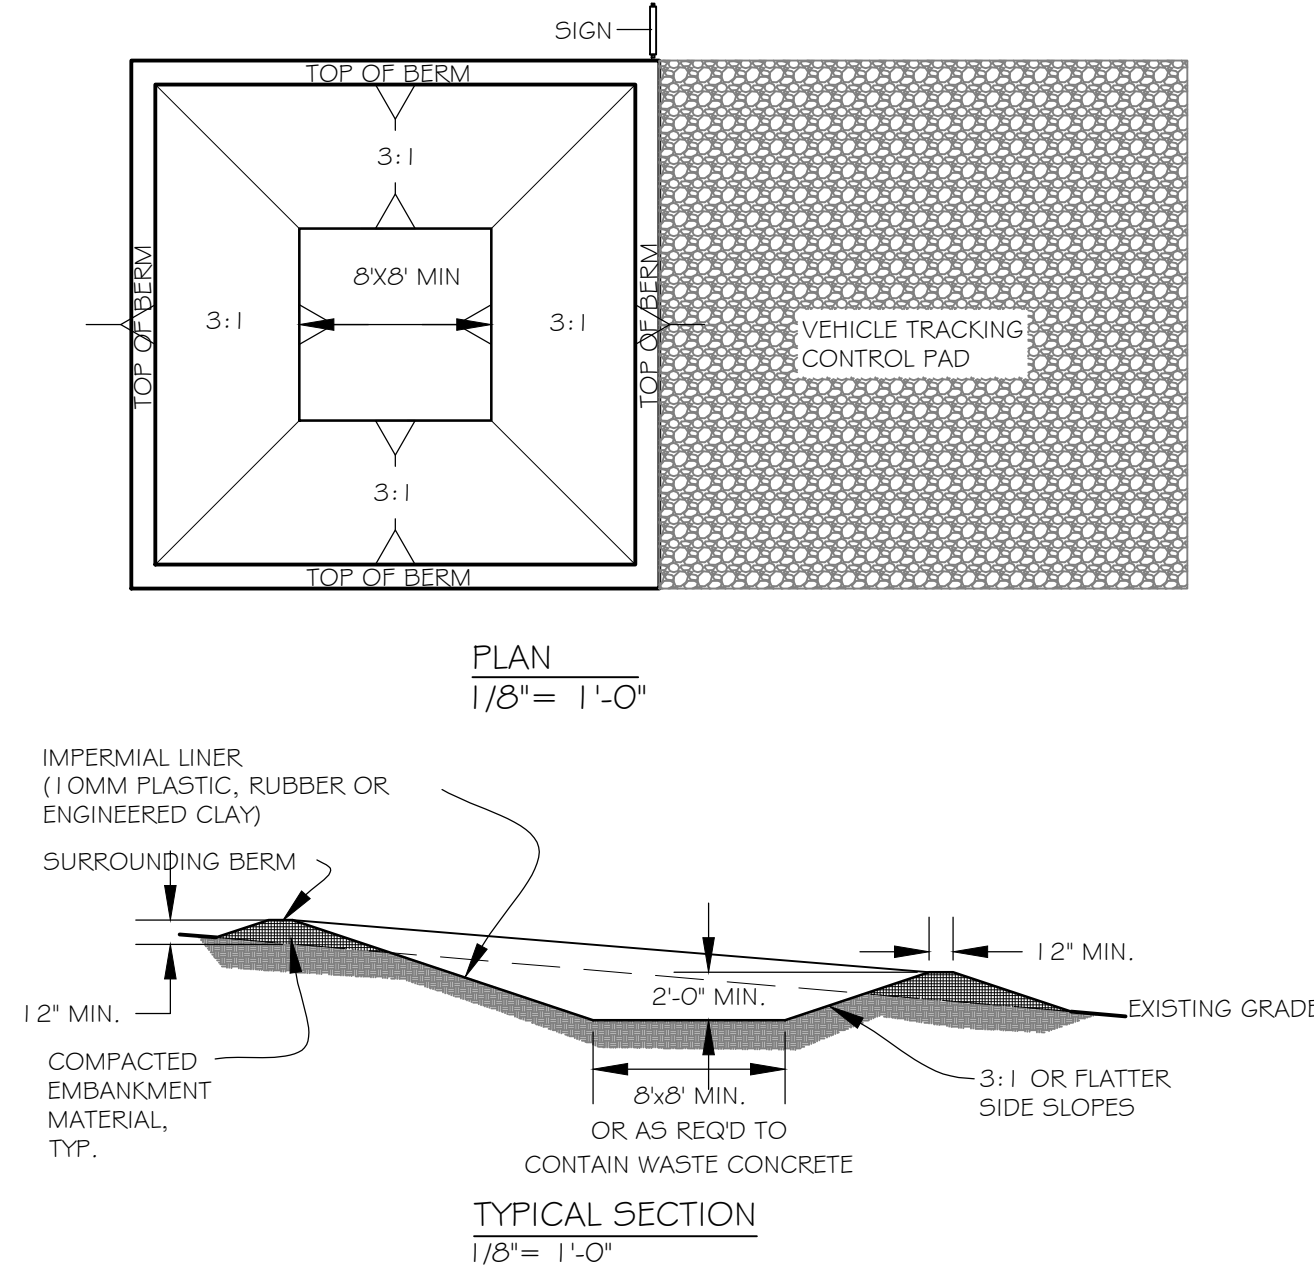 SIGN
TOP OF BERM
3:1
8'X8' MIN
TOP OF BERM
3:1
3:1
TOP OF BERM
VEHICLE TRACKING
CONTROL PAD
3:1
TOP OF BERM
PLAN
1/8"= 1'-0"
IMPERMIAL LINER
(10MM PLASTIC, RUBBER OR
ENGINEERED CLAY)
SURROUNDING BERM
12" MIN.
2'-0" MIN.
12" MIN.
EXISTING GRADE
COMPACTED
EMBANKMENT
MATERIAL,
TYP.
3:1 OR FLATTER
SIDE SLOPES
8'x8' MIN.
OR AS REQ'D TO
CONTAIN WASTE CONCRETE
TYPICAL SECTION
1/8"= 1'-0"